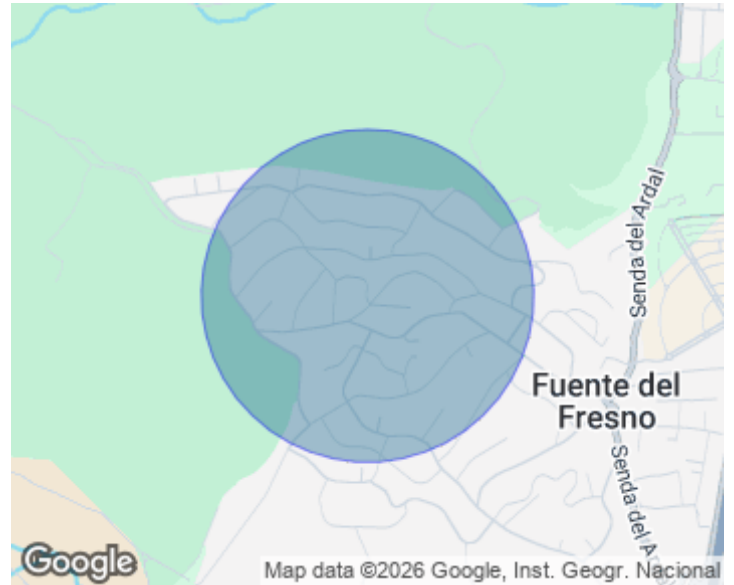 Senda del Ardal
Fuente del
Fresno
Senda del A
Google
Map data ©2026 Google, Inst. Geogr. Nacional